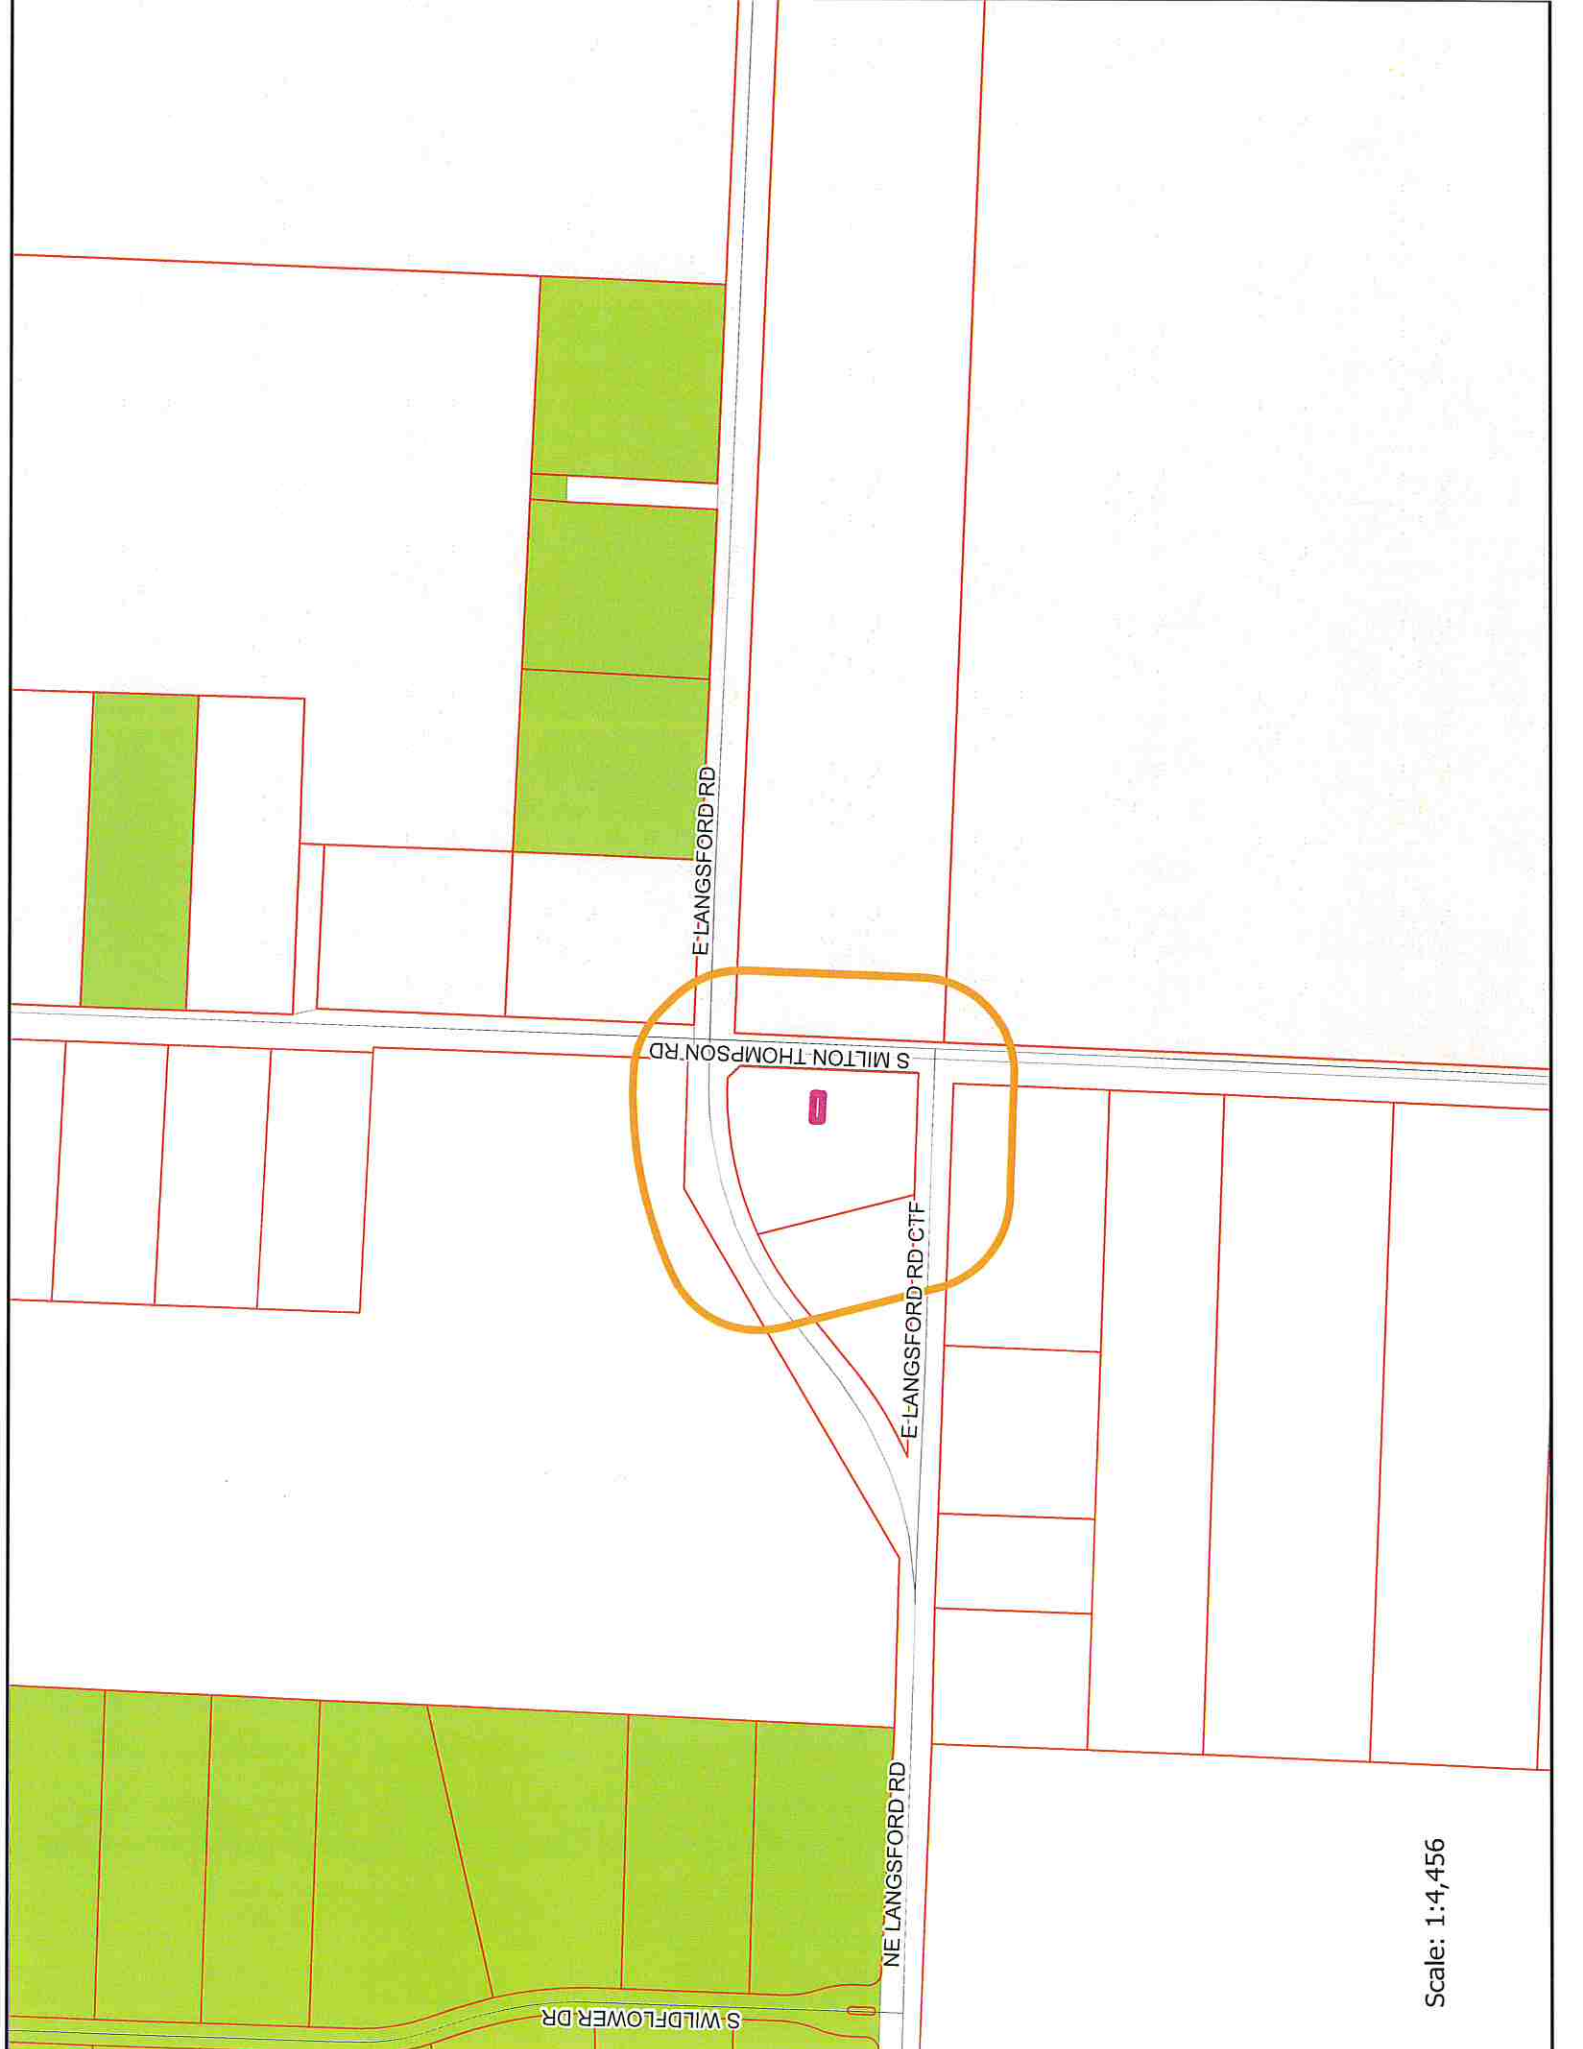 E LANGSFORD RD
S MILTON THOMPSON RD
E LANGSFORD RD CTF
NE LANGSFORD RD
S WILDFLOWER DR
Scale: 1:4,456